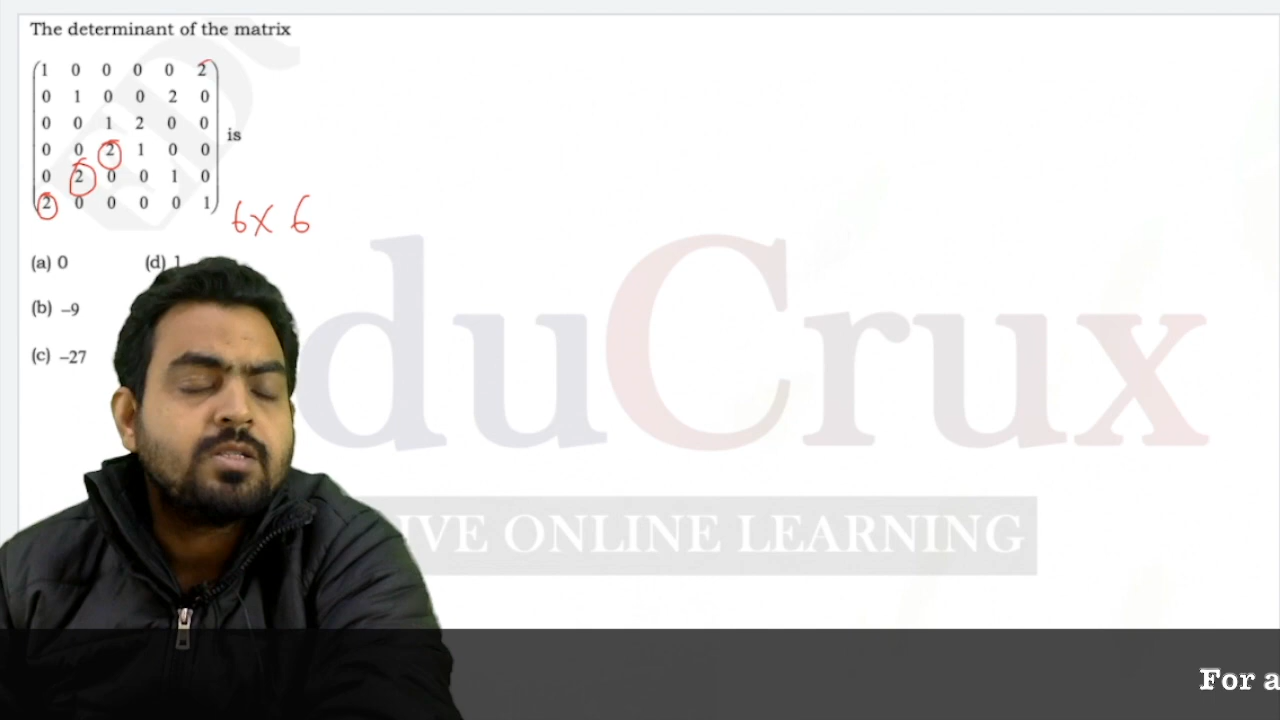 The determinant of the matrix
1 0 0 0 0 2
0 1 0 0 2 0
0 0 1 2 0 0
is
0 0 2 1 0 0
0 2 0 0 1 0
2 0 0 0 0 1
6 x 6
(a) 0 (d) 1
(b) –9
(c) –27
duCrux
IVE ONLINE LEARNING
For a